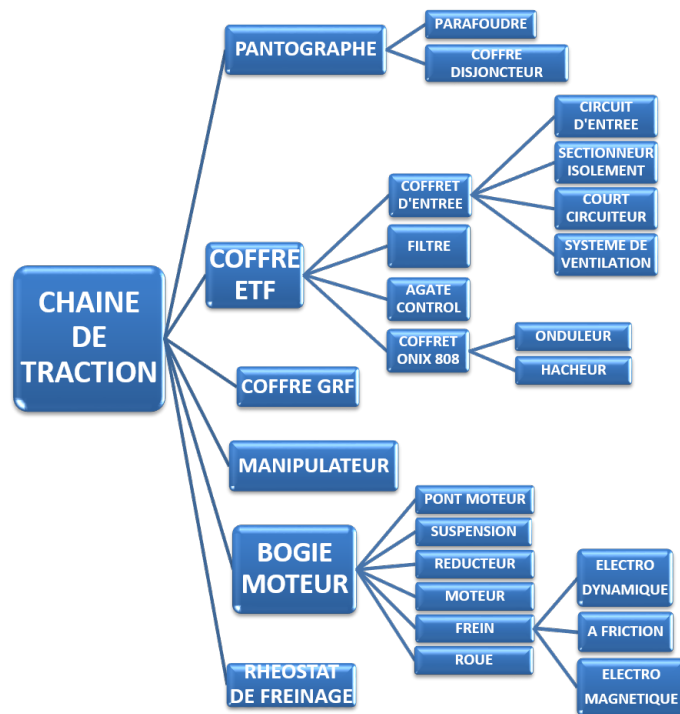 CHAINE
DE
TRACTION
PANTOGRAPHE
PARAFOUDRE
COFFRE
DISJONCTEUR
COFFRE
ETF
COFFRET
D'ENTREE
CIRCUIT
D'ENTREE
SECTIONNEUR
ISOLEMENT
COURT
CIRCUITEUR
SYSTEME DE
VENTILATION
FILTRE
AGATE
CONTROL
COFFRET
ONIX 808
ONDULEUR
HACHEUR
COFFRE GRF
MANIPULATEUR
BOGIE
MOTEUR
PONT MOTEUR
SUSPENSION
REDUCTEUR
MOTEUR
FREIN
ELECTRO
DYNAMIQUE
A FRICTION
ELECTRO
MAGNETIQUE
ROUE
RHEOSTAT
DE FREINAGE